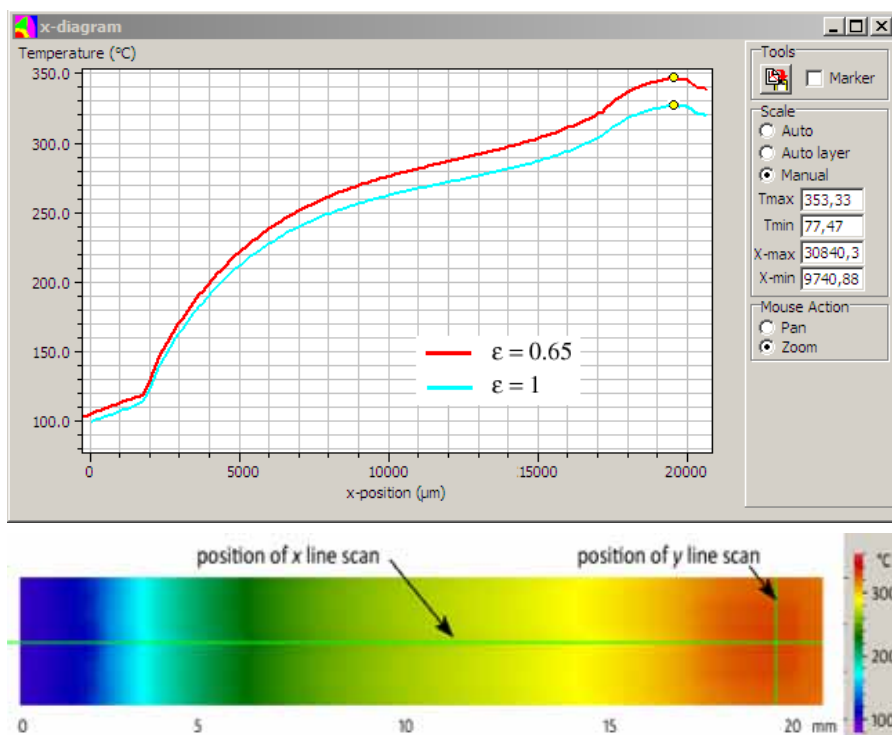 x-diagram
Temperature (°C)
350.0
300.0
250.0
200.0
150.0
100.0
0 5000 10000 15000 20000
x-position (µm)
ε = 0.65
ε = 1
Tools
Marker
Scale
Auto
Auto layer
Manual
Tmax 353,33
Tmin 77,47
X-max 30840,3
X-min 9740,88
Mouse Action
Pan
Zoom
position of x line scan position of y line scan
°C
300
200
100
0 5 10 15 20 mm